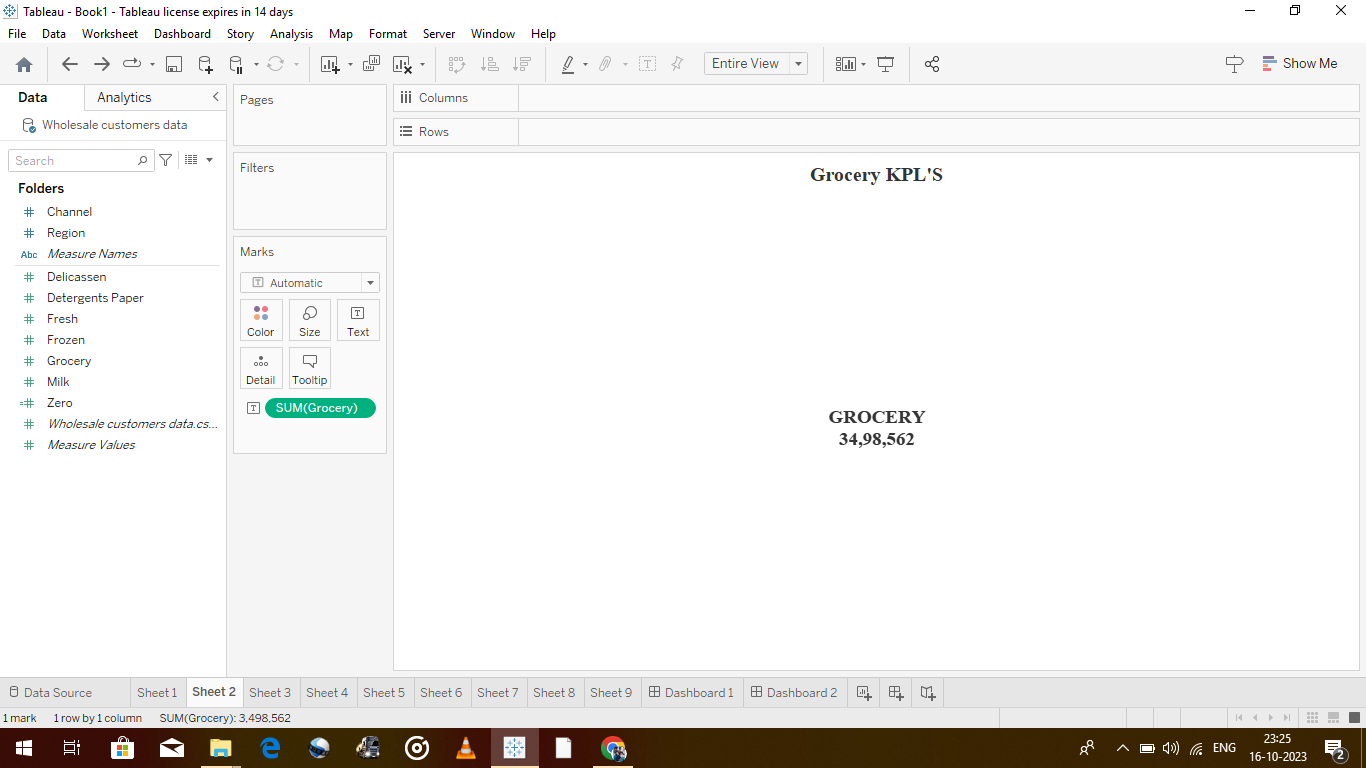 Tableau - Book1 - Tableau license expires in 14 days
File Data Worksheet Dashboard Story Analysis Map Format Server Window Help
Entire View
Show Me
Data Analytics
Wholesale customers data
Search
Folders
Channel
Region
Abc Measure Names
Delicassen
Detergents Paper
Fresh
Frozen
Grocery
Milk
Zero
Wholesale customers data.cs...
Measure Values
Pages
Filters
Marks
Automatic
Color Size Text
Detail Tooltip
SUM(Grocery)
Columns
Rows
Grocery KPL'S
GROCERY
34,98,562
Data Source Sheet 1 Sheet 2 Sheet 3 Sheet 4 Sheet 5 Sheet 6 Sheet 7 Sheet 8 Sheet 9 Dashboard 1 Dashboard 2
1 mark 1 row by 1 column SUM(Grocery): 3,498,562
ENG
23:25
16-10-2023
2